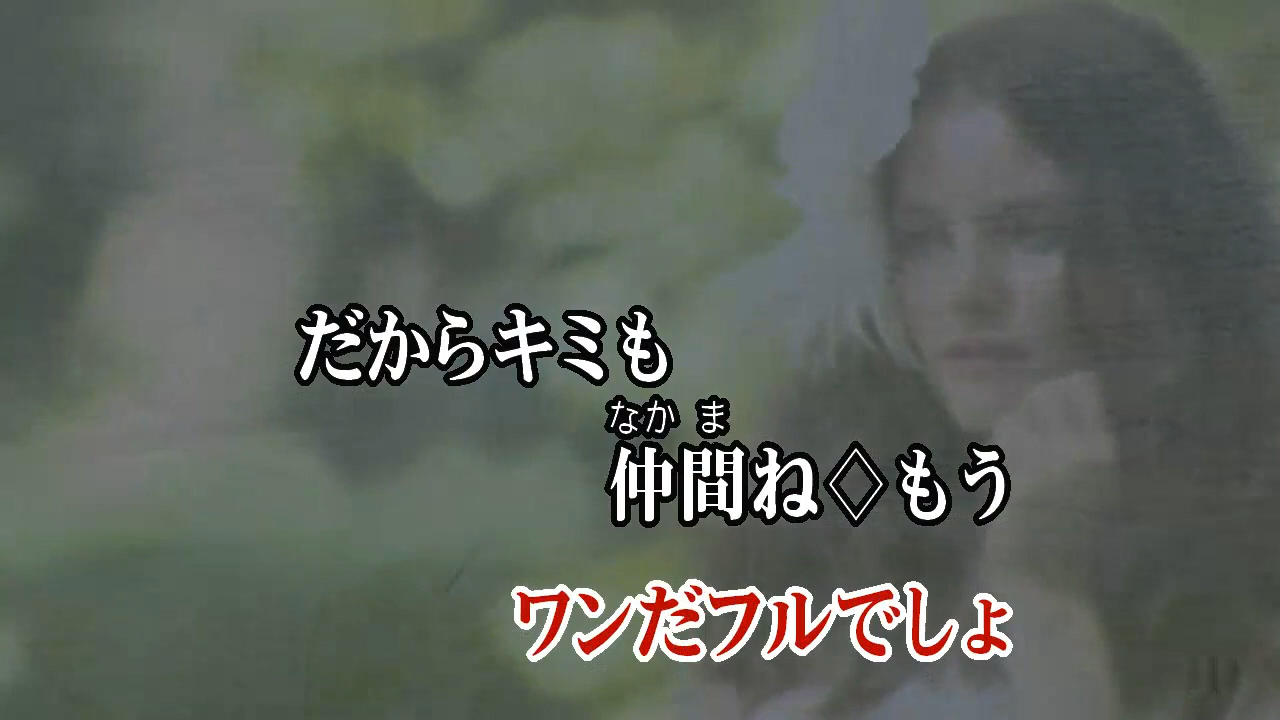 だからキミも
なかま
仲間ね◇もう
ワンだフルでしょ